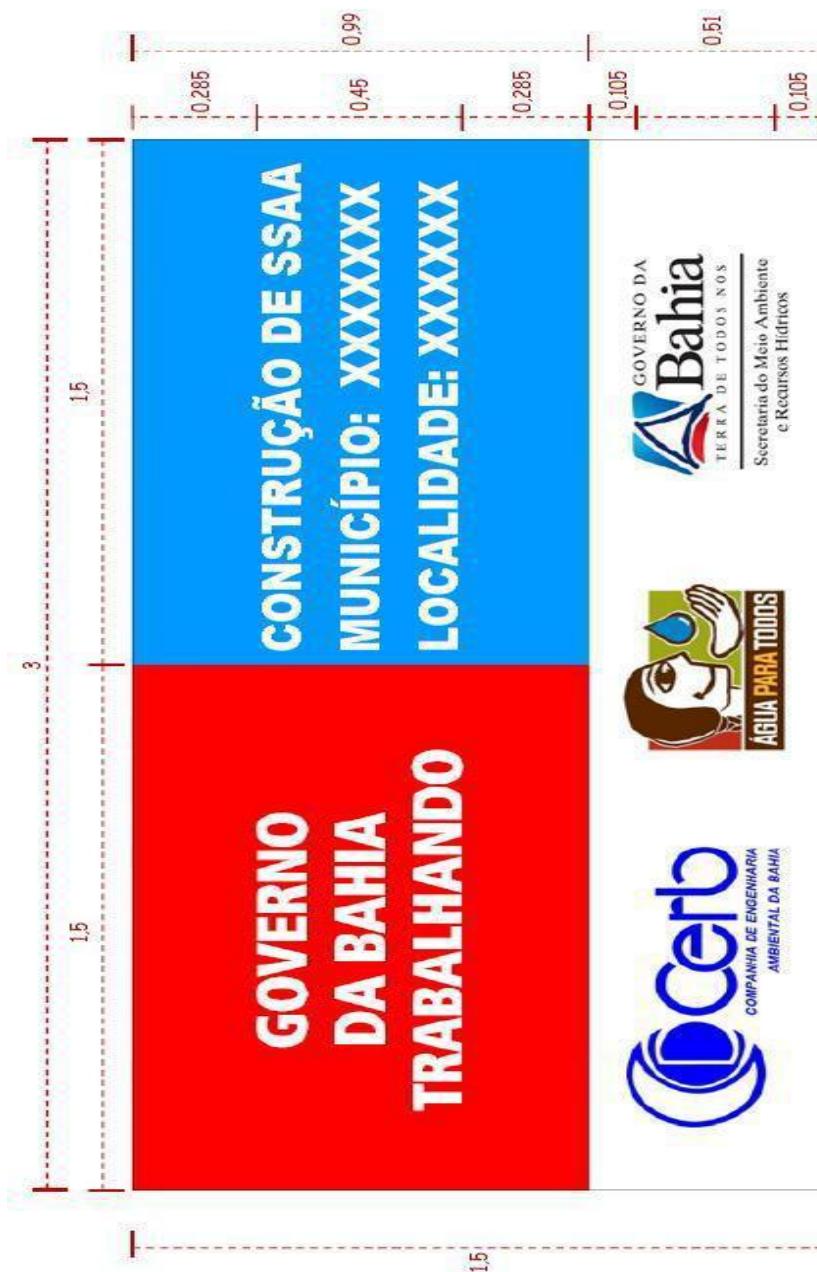 3
1,5
1,5
GOVERNO
DA BAHIA
TRABALHANDO
CONSTRUÇÃO DE SSAA
MUNICÍPIO: XXXXXXX
LOCALIDADE: XXXXXX
Cerb
COMPANHIA DE ENGENHARIA
AMBIENTAL DA BAHIA
ÁGUA PARA TODOS
GOVERNO DA
Bahia
TERRA DE TODOS NOS
Secretaria do Meio Ambiente
e Recursos Hídricos
1,5
0,285
0,45
0,285
0,105
0,105
0,99
0,51